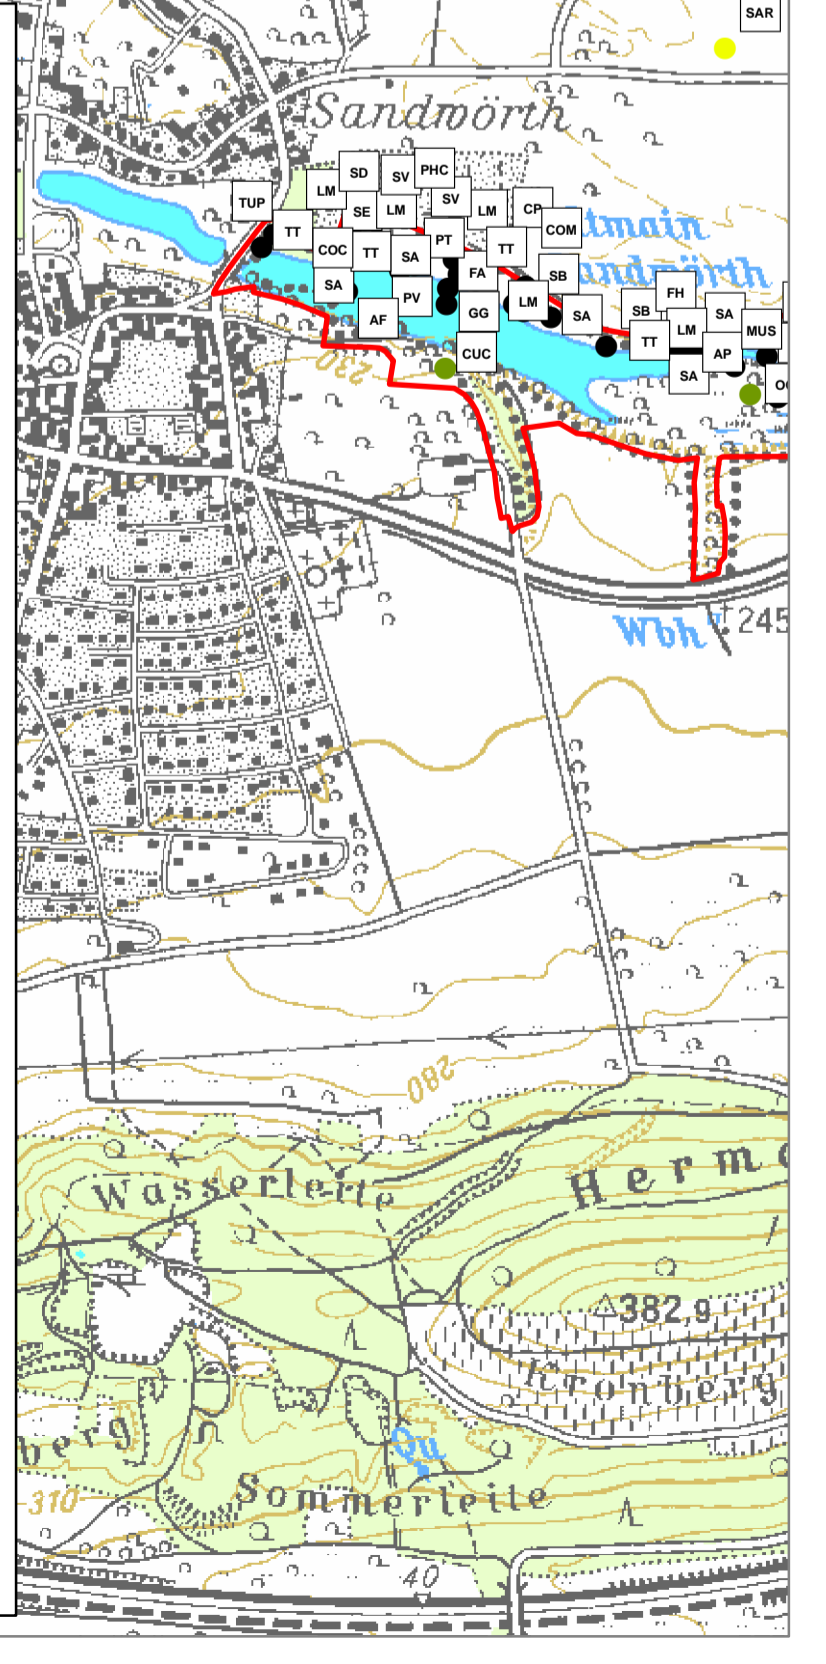 SAR
Sandwörth
SD
SV
PHC
LM
SV
TUP
SE
LM
LM
CP
TT
COM
COC
TT
SA
PT
TT
SA
PV
FA
SB
AF
GG
LM
SA
CUC
SB
FH
SA
TT
LM
MUS
AP
SA
230
Wbh
245
280
Wasserleite
382.9
Kronberg
berg
Qu
Sommerleite
310
40